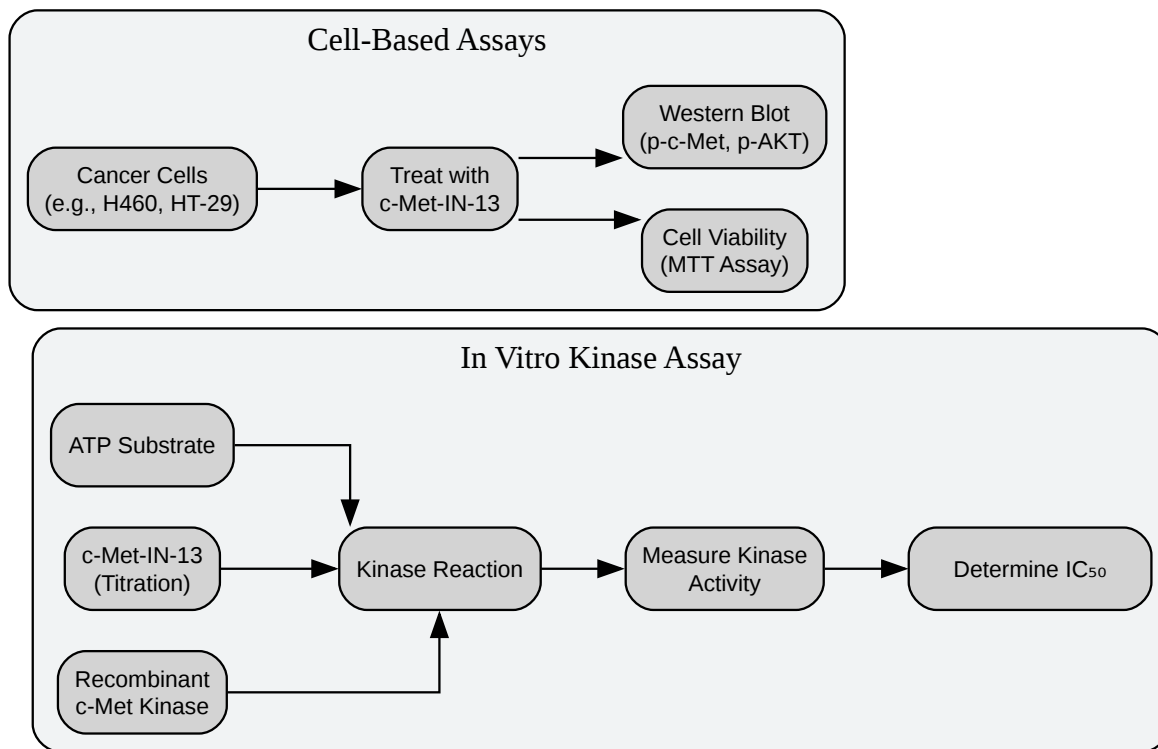 Cell-Based Assays
Western Blot
(p-c-Met, p-AKT)
Cancer Cells
(e.g., H460, HT-29)
Treat with
c-Met-IN-13
Cell Viability
(MTT Assay)
In Vitro Kinase Assay
ATP Substrate
c-Met-IN-13
(Titration)
Kinase Reaction
Measure Kinase
Activity
Determine IC₅₀
Recombinant
c-Met Kinase